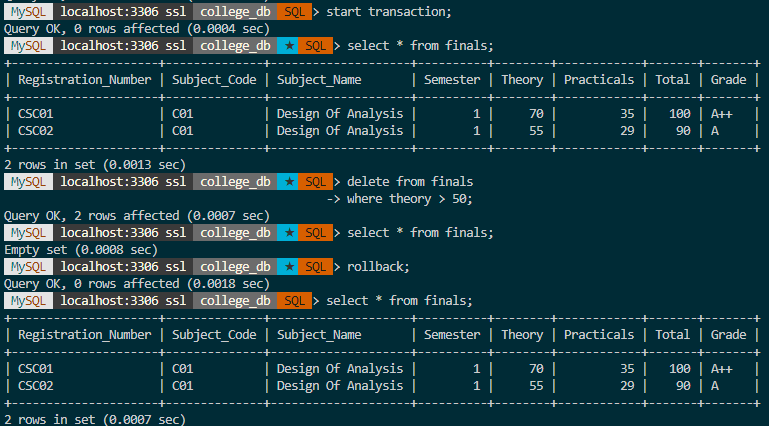 MySQL localhost:3306 ssl college_db SQL > start transaction;
Query OK, 0 rows affected (0.0004 sec)
MySQL localhost:3306 ssl college_db ★ SQL > select * from finals;
+---------------------+--------------+--------------------+----------+--------+------------+-------+-------+
| Registration_Number | Subject_Code | Subject_Name       | Semester | Theory | Practicals | Total | Grade |
+---------------------+--------------+--------------------+----------+--------+------------+-------+-------+
| CSC01               | C01          | Design Of Analysis |        1 |     70 |         35 |   100 | A++   |
| CSC02               | C01          | Design Of Analysis |        1 |     55 |         29 |    90 | A     |
+---------------------+--------------+--------------------+----------+--------+------------+-------+-------+
2 rows in set (0.0013 sec)
MySQL localhost:3306 ssl college_db ★ SQL > delete from finals
-> where theory > 50;
Query OK, 2 rows affected (0.0007 sec)
MySQL localhost:3306 ssl college_db ★ SQL > select * from finals;
Empty set (0.0008 sec)
MySQL localhost:3306 ssl college_db ★ SQL > rollback;
Query OK, 0 rows affected (0.0018 sec)
MySQL localhost:3306 ssl college_db SQL > select * from finals;
+---------------------+--------------+--------------------+----------+--------+------------+-------+-------+
| Registration_Number | Subject_Code | Subject_Name       | Semester | Theory | Practicals | Total | Grade |
+---------------------+--------------+--------------------+----------+--------+------------+-------+-------+
| CSC01               | C01          | Design Of Analysis |        1 |     70 |         35 |   100 | A++   |
| CSC02               | C01          | Design Of Analysis |        1 |     55 |         29 |    90 | A     |
+---------------------+--------------+--------------------+----------+--------+------------+-------+-------+
2 rows in set (0.0007 sec)